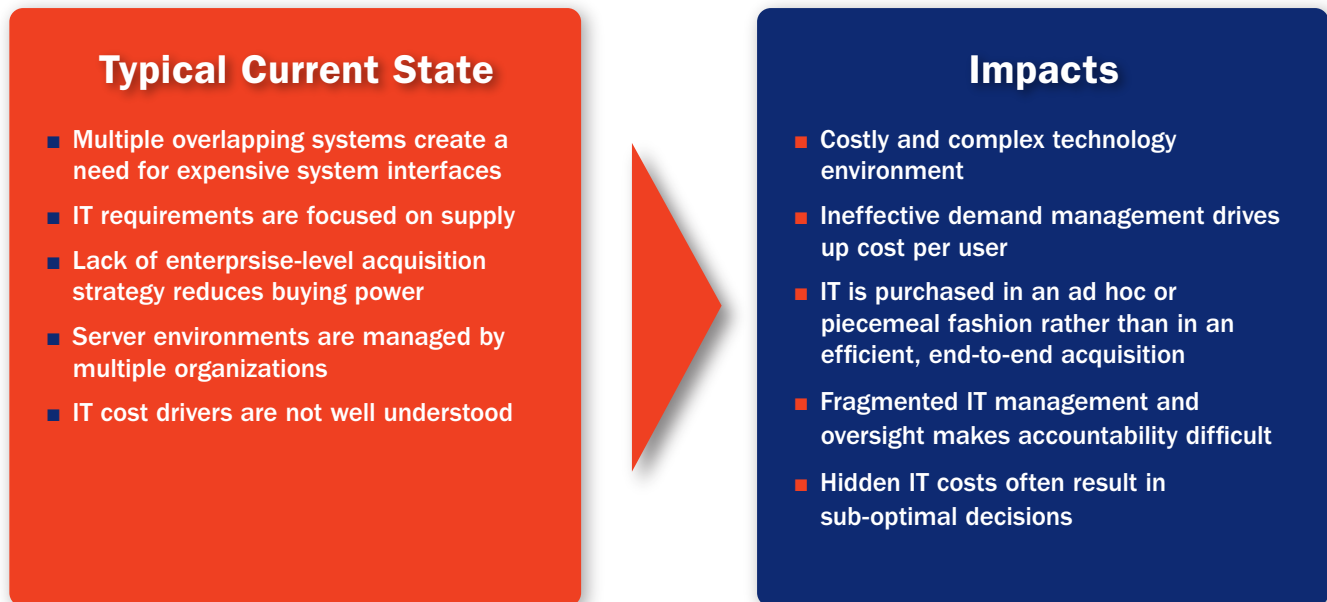 Typical Current State
Multiple overlapping systems create a
need for expensive system interfaces
IT requirements are focused on supply
Lack of enterprsise-level acquisition
strategy reduces buying power
Server environments are managed by
multiple organizations
IT cost drivers are not well understood
Impacts
Costly and complex technology
environment
Ineffective demand management drives
up cost per user
IT is purchased in an ad hoc or
piecemeal fashion rather than in an
efficient, end-to-end acquisition
Fragmented IT management and
oversight makes accountability difficult
Hidden IT costs often result in
sub-optimal decisions